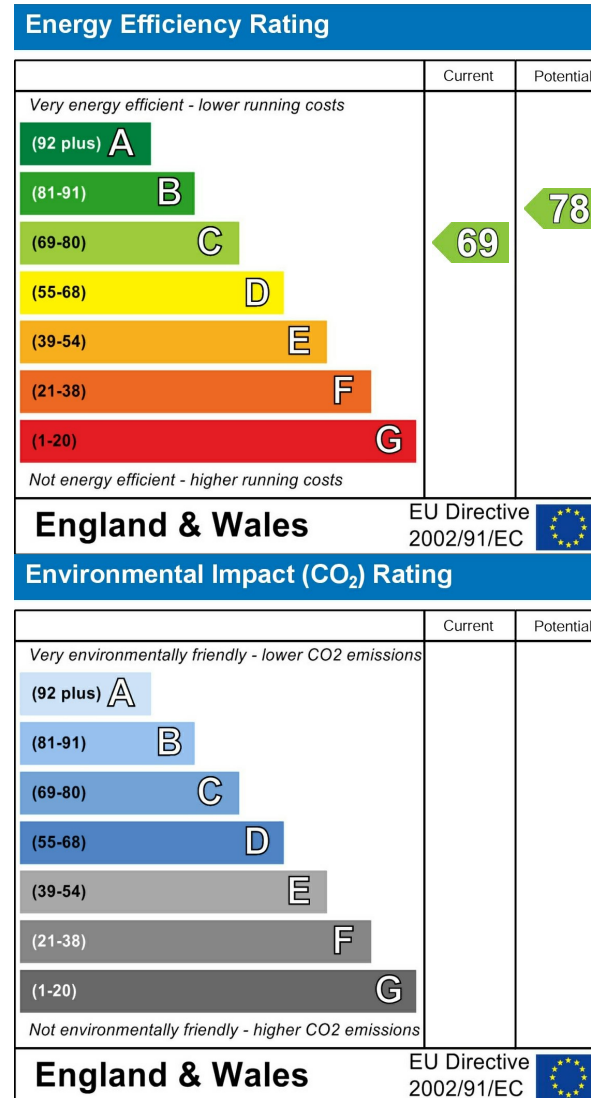 Energy Efficiency Rating
Current Potential
Very energy efficient - lower running costs
(92 plus) A
(81-91) B
(69-80) C
(55-68) D
(39-54) E
(21-38) F
(1-20) G
69
78
Not energy efficient - higher running costs
England & Wales
EU Directive
2002/91/EC
Environmental Impact (CO₂) Rating
Current Potential
Very environmentally friendly - lower CO2 emissions
(92 plus) A
(81-91) B
(69-80) C
(55-68) D
(39-54) E
(21-38) F
(1-20) G
Not environmentally friendly - higher CO2 emissions
England & Wales
EU Directive
2002/91/EC